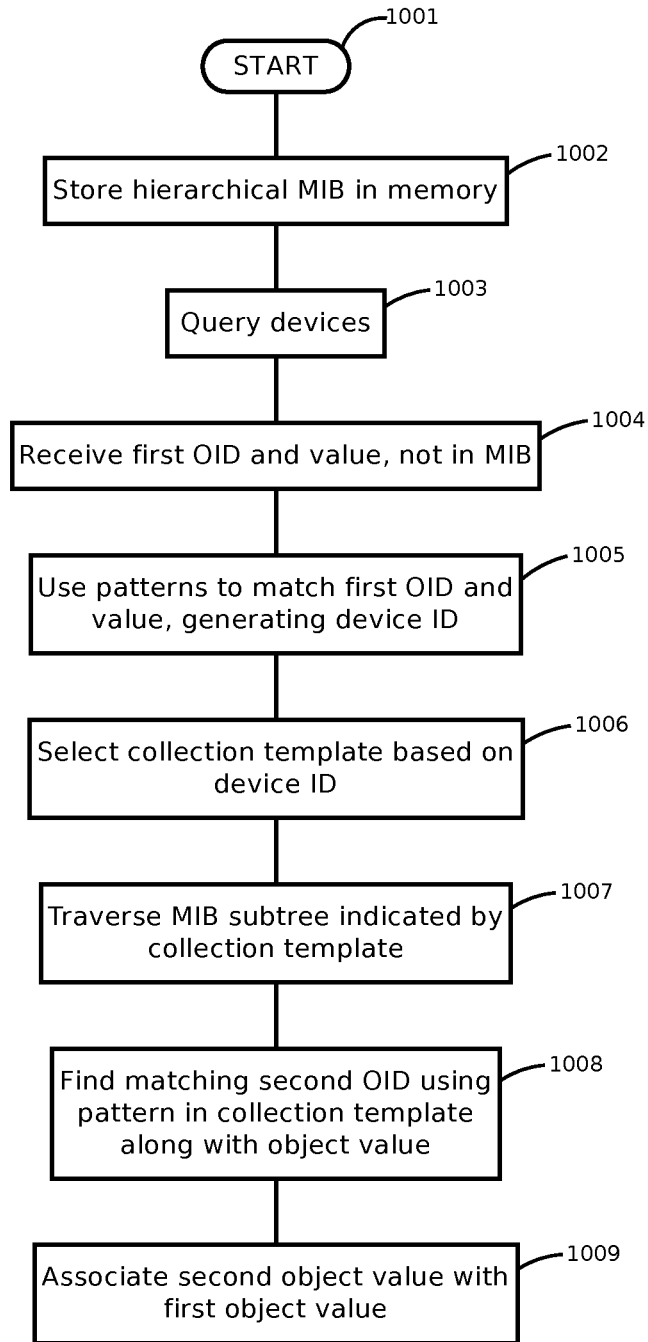 1001
START
1002
Store hierarchical MIB in memory
1003
Query devices
1004
Receive first OID and value, not in MIB
1005
Use patterns to match first OID and
value, generating device ID
1006
Select collection template based on
device ID
1007
Traverse MIB subtree indicated by
collection template
1008
Find matching second OID using
pattern in collection template
along with object value
1009
Associate second object value with
first object value